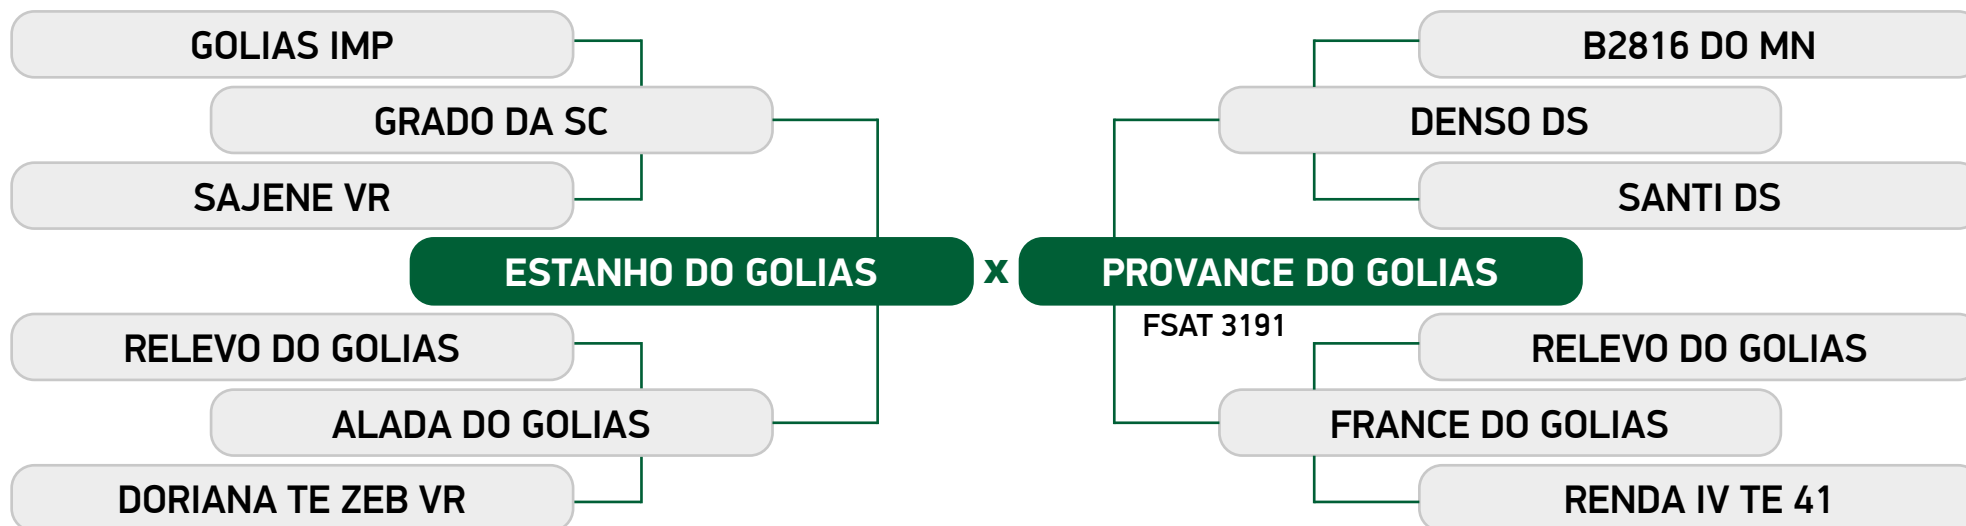 GOLIAS IMP
GRADO DA SC
SAJENE VR
ESTANHO DO GOLIAS
RELEVO DO GOLIAS
ALADA DO GOLIAS
DORIANA TE ZEB VR
x
B2816 DO MN
DENSO DS
SANTI DS
PROVANCE DO GOLIAS
FSAT 3191
RELEVO DO GOLIAS
FRANCE DO GOLIAS
RENDA IV TE 41